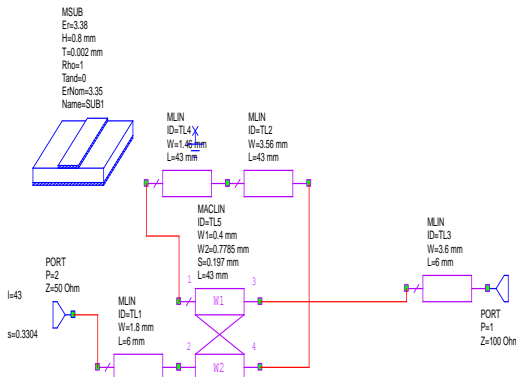 MSUB
Er=3.38
H=0.8 mm
T=0.002 mm
Rho=1
Tand=0
ErNom=3.35
Name=SUB1
MLIN
ID=TL4
W=1.46 mm
L=43 mm
MLIN
ID=TL2
W=3.56 mm
L=43 mm
MACLIN
ID=TL5
W1=0.4 mm
W2=0.7785 mm
S=0.197 mm
L=43 mm
MLIN
ID=TL3
W=3.6 mm
L=6 mm
PORT
P=2
Z=50 Ohm
l=43
s=0.3304
MLIN
ID=TL1
W=1.8 mm
L=6 mm
1
3
W1
2
4
W2
PORT
P=1
Z=100 Ohm